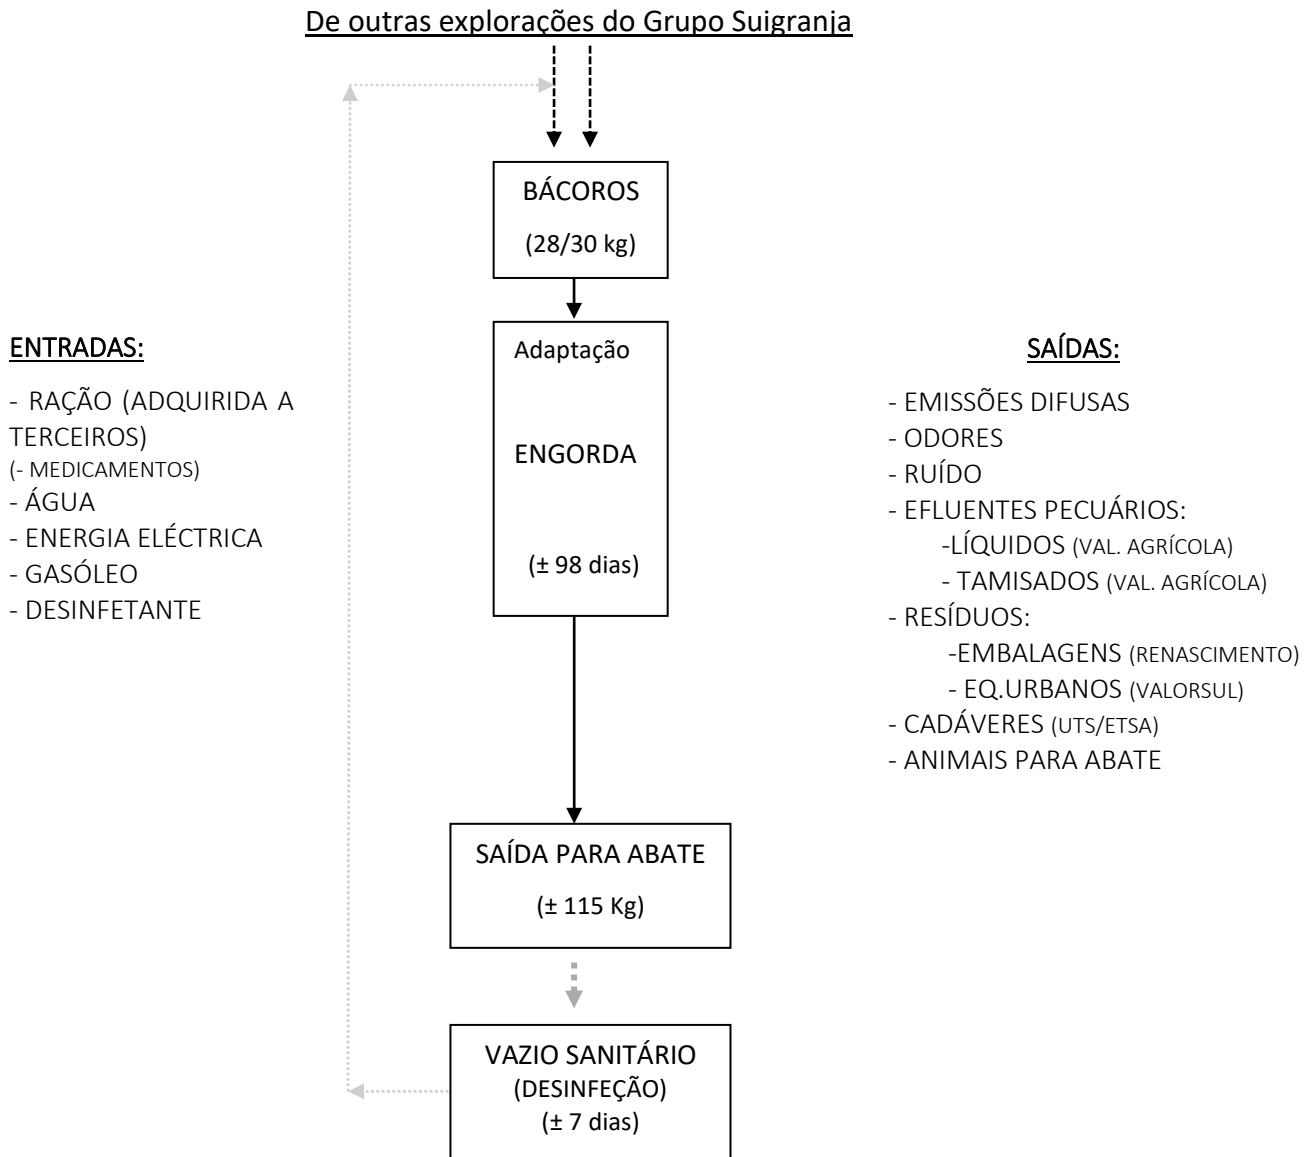 De outras explorações do Grupo Suigranja
BÁCOROS
(28/30 kg)
Adaptação
ENGORDA
(± 98 dias)
SAÍDA PARA ABATE
(± 115 Kg)
VAZIO SANITÁRIO
(DESINFEÇÃO)
(± 7 dias)
ENTRADAS:
- RAÇÃO (ADQUIRIDA A
TERCEIROS)
(- MEDICAMENTOS)
- ÁGUA
- ENERGIA ELÉCTRICA
- GASÓLEO
- DESINFETANTE
SAÍDAS:
- EMISSÕES DIFUSAS
- ODORES
- RUÍDO
- EFLUENTES PECUÁRIOS:
-LÍQUIDOS (VAL. AGRÍCOLA)
- TAMISADOS (VAL. AGRÍCOLA)
- RESÍDUOS:
-EMBALAGENS (RENASCIMENTO)
- EQ.URBANOS (VALORSUL)
- CADÁVERES (UTS/ETSA)
- ANIMAIS PARA ABATE